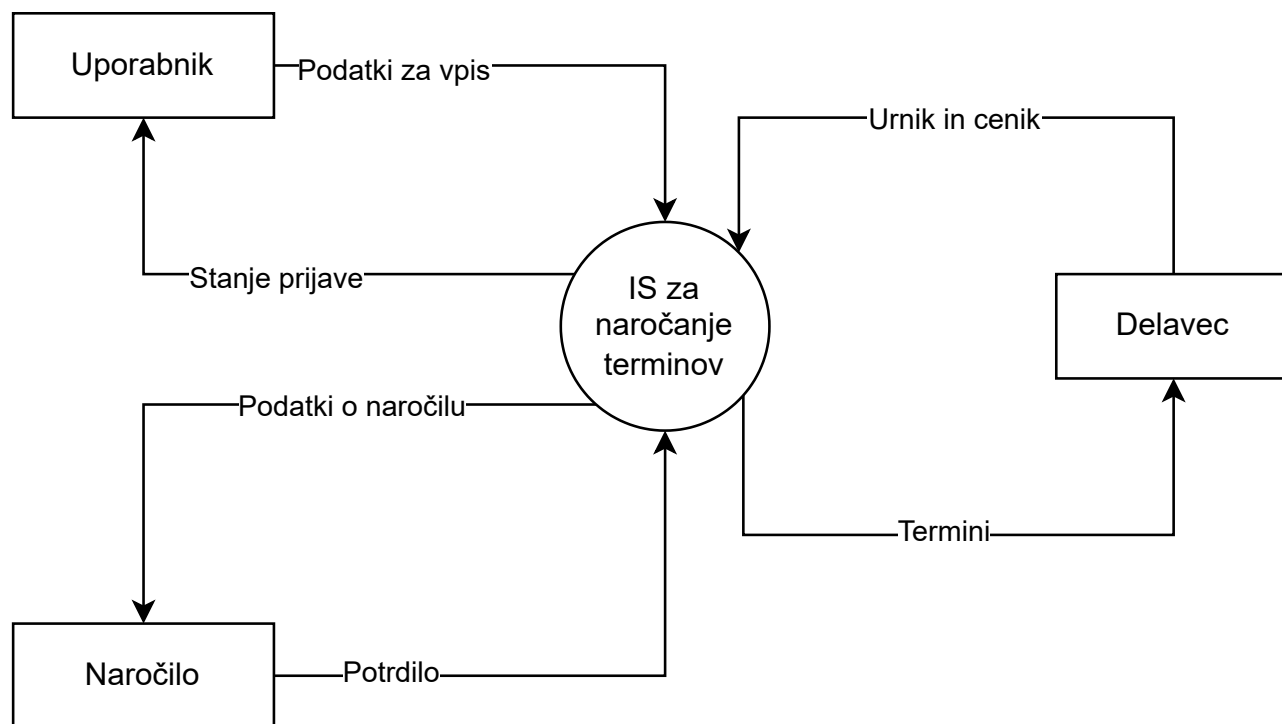 Uporabnik
Podatki za vpis
Urnik in cenik
Stanje prijave
IS za
naročanje
terminov
Delavec
Podatki o naročilu
Termini
Naročilo
Potrdilo